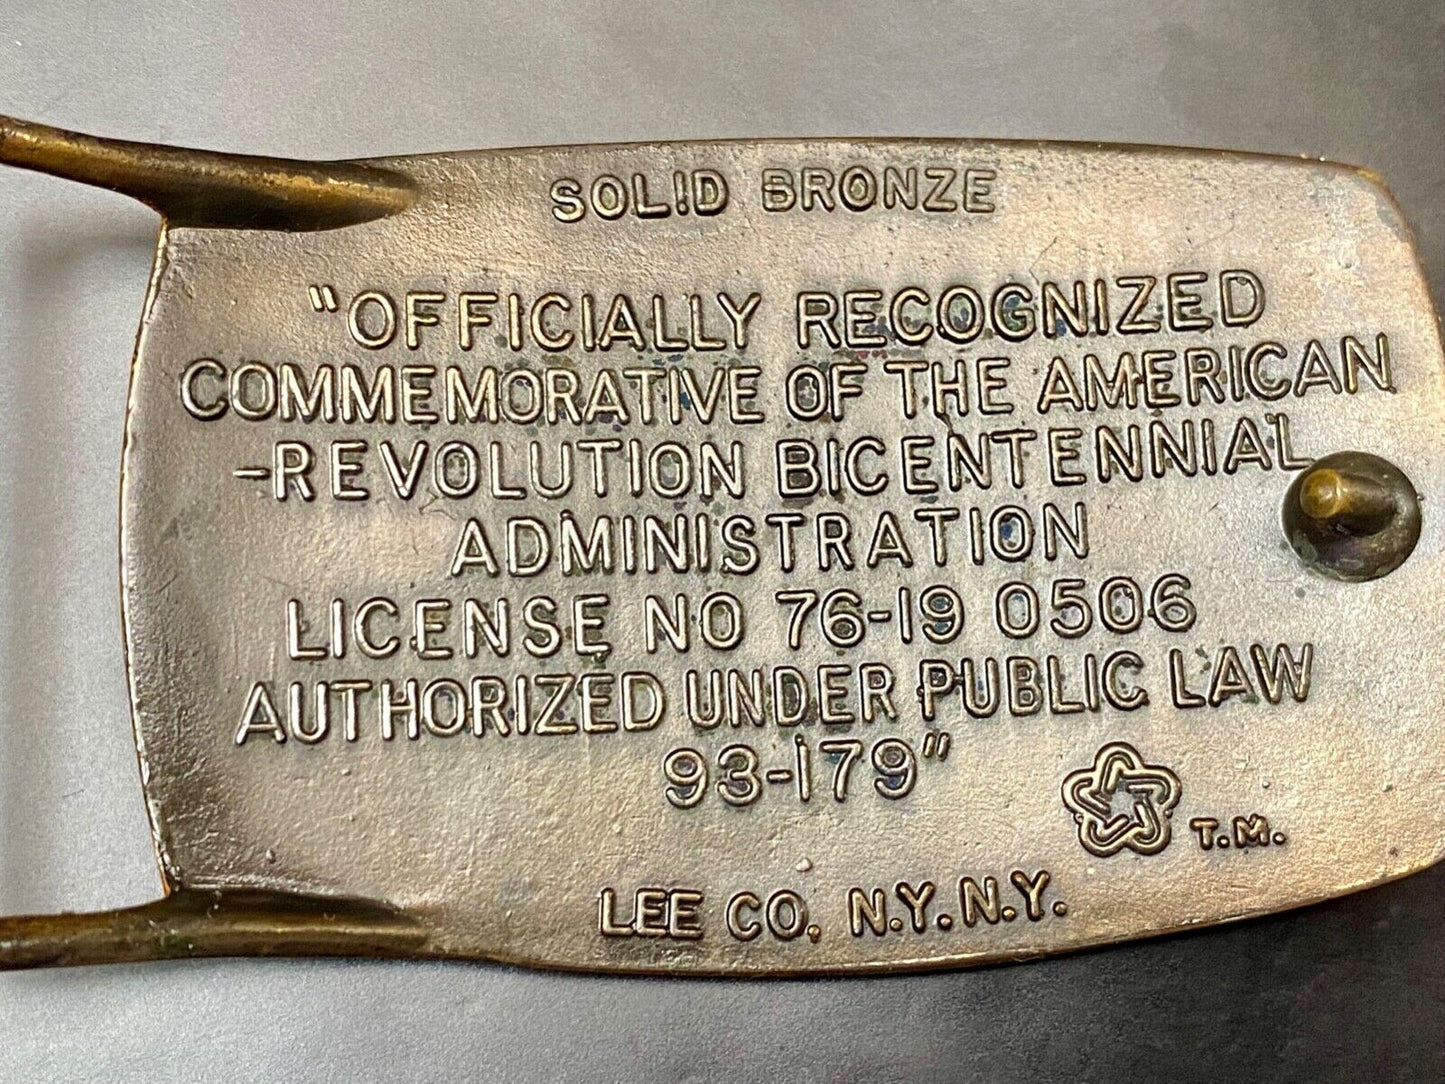 SOLID BRONZE
"OFFICIALLY RECOGNIZED
COMMEMORATIVE OF THE AMERICAN
-REVOLUTION BICENTENNIAL
ADMINISTRATION
LICENSE NO 76-19 0506
AUTHORIZED UNDER PUBLIC LAW
93-179"
T.M.
LEE CO. N.Y.N.Y.